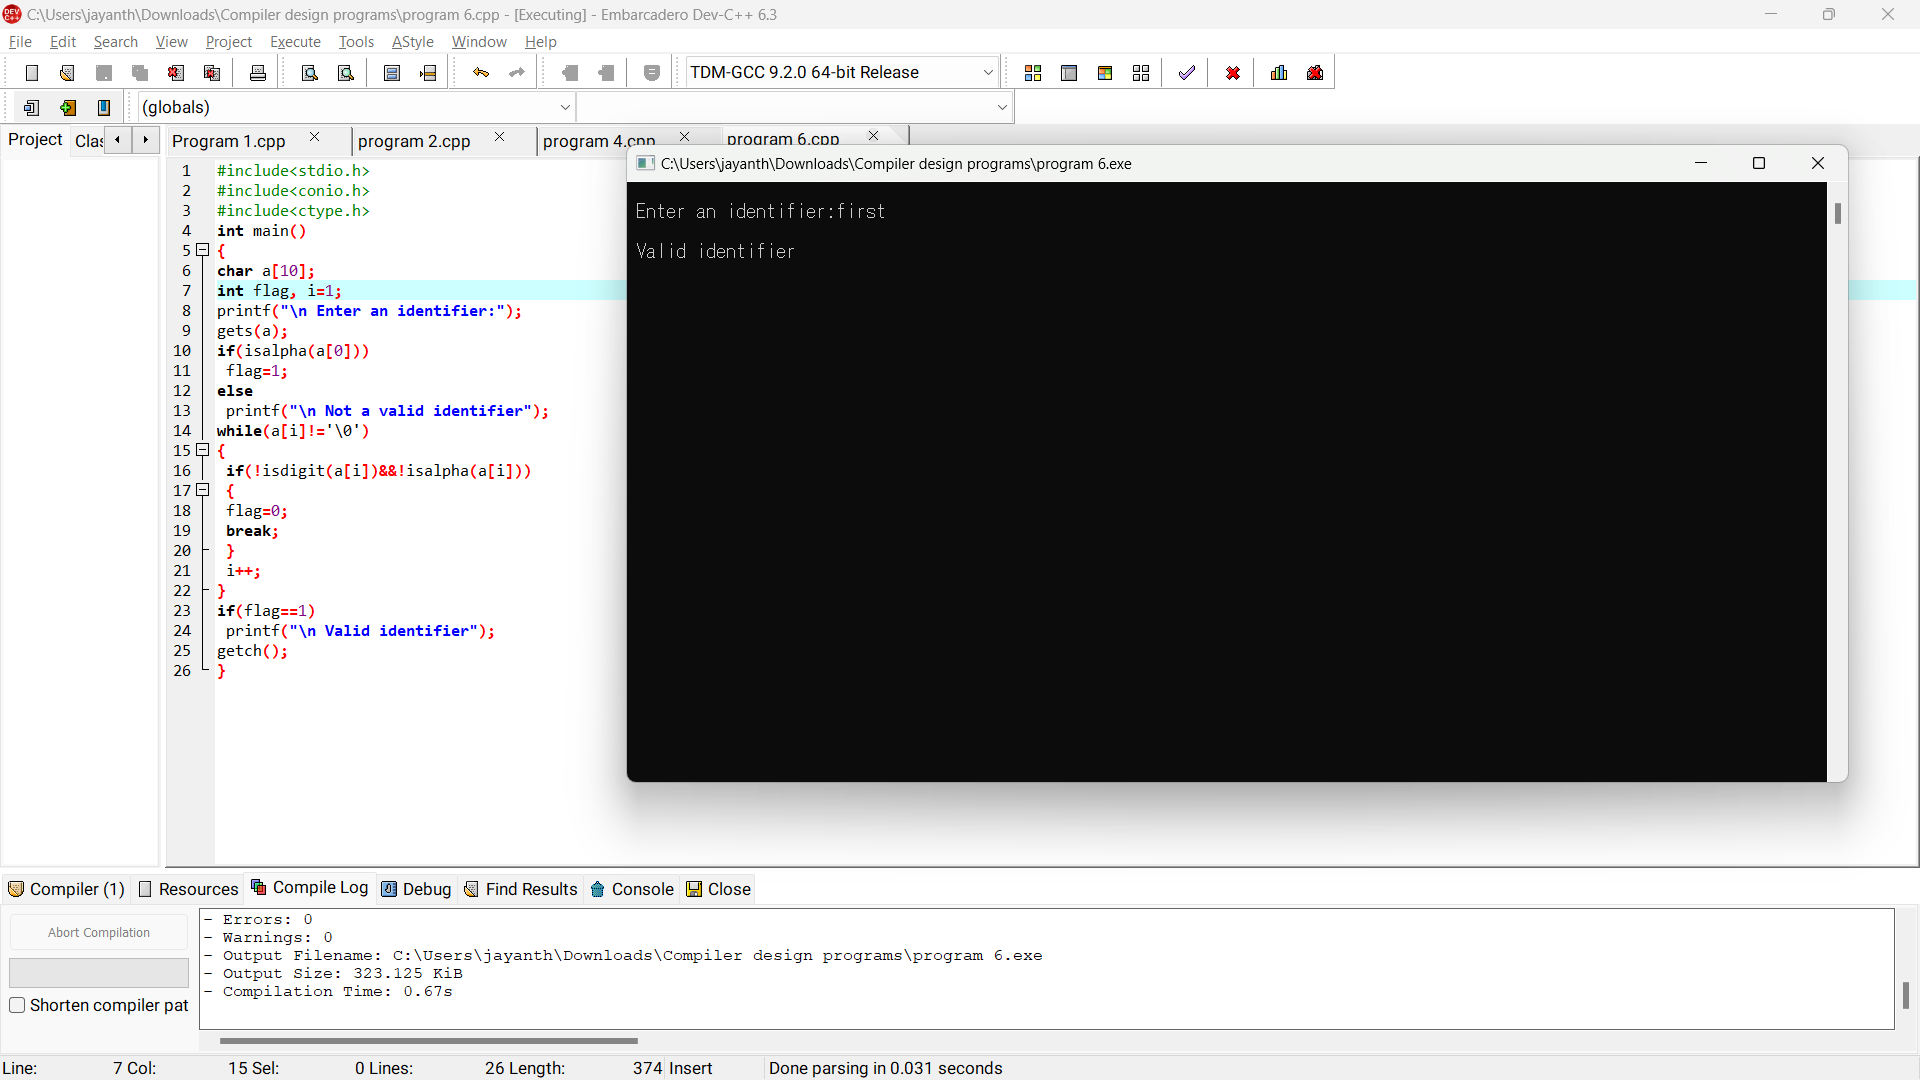 C:\Users\jayanth\Downloads\Compiler design programs\program 6.cpp - [Executing] - Embarcadero Dev-C++ 6.3
File Edit Search View Project Execute Tools AStyle Window Help
TDM-GCC 9.2.0 64-bit Release
(globals)
Project Clas Program 1.cpp program 2.cpp program 4.cpp program 6.cpp
1 #include<stdio.h>
2 #include<conio.h>
3 #include<ctype.h>
4 int main()
5 {
6 char a[10];
7 int flag, i=1;
8 printf("\n Enter an identifier:");
9 gets(a);
10 if(isalpha(a[0]))
11 flag=1;
12 else
13 printf("\n Not a valid identifier");
14 while(a[i]!='\0')
15 {
16 if(!isdigit(a[i])&&!isalpha(a[i]))
17 {
18 flag=0;
19 break;
20 }
21 i++;
22 }
23 if(flag==1)
24 printf("\n Valid identifier");
25 getch();
26 }
C:\Users\jayanth\Downloads\Compiler design programs\program 6.exe
Enter an identifier:first
Valid identifier
Compiler (1) Resources Compile Log Debug Find Results Console Close
Abort Compilation
Shorten compiler pat
- Errors: 0
- Warnings: 0
- Output Filename: C:\Users\jayanth\Downloads\Compiler design programs\program 6.exe
- Output Size: 323.125 KiB
- Compilation Time: 0.67s
Line: 7 Col: 15 Sel: 0 Lines: 26 Length: 374 Insert Done parsing in 0.031 seconds